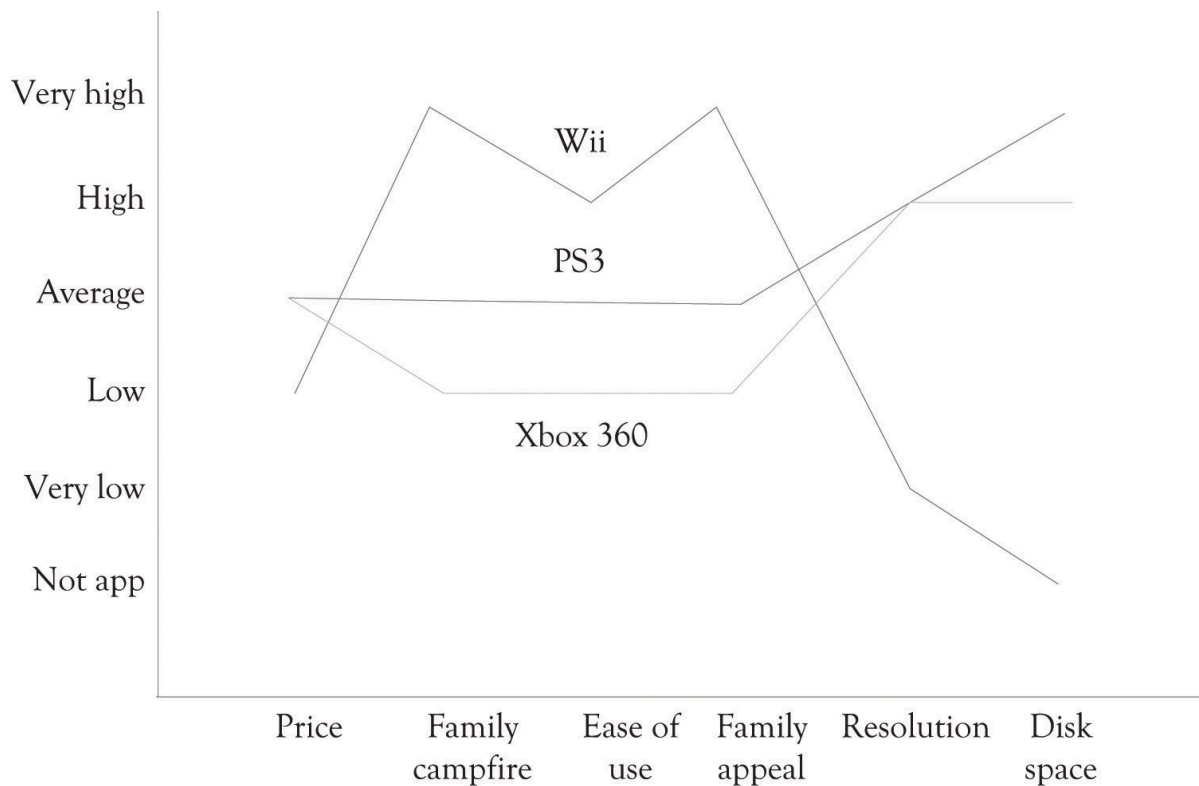 Very high
Wii
High
PS3
Average
Low
Xbox 360
Very low
Not app
Price
Family
campfire
Ease of
use
Family
appeal
Resolution
Disk
space